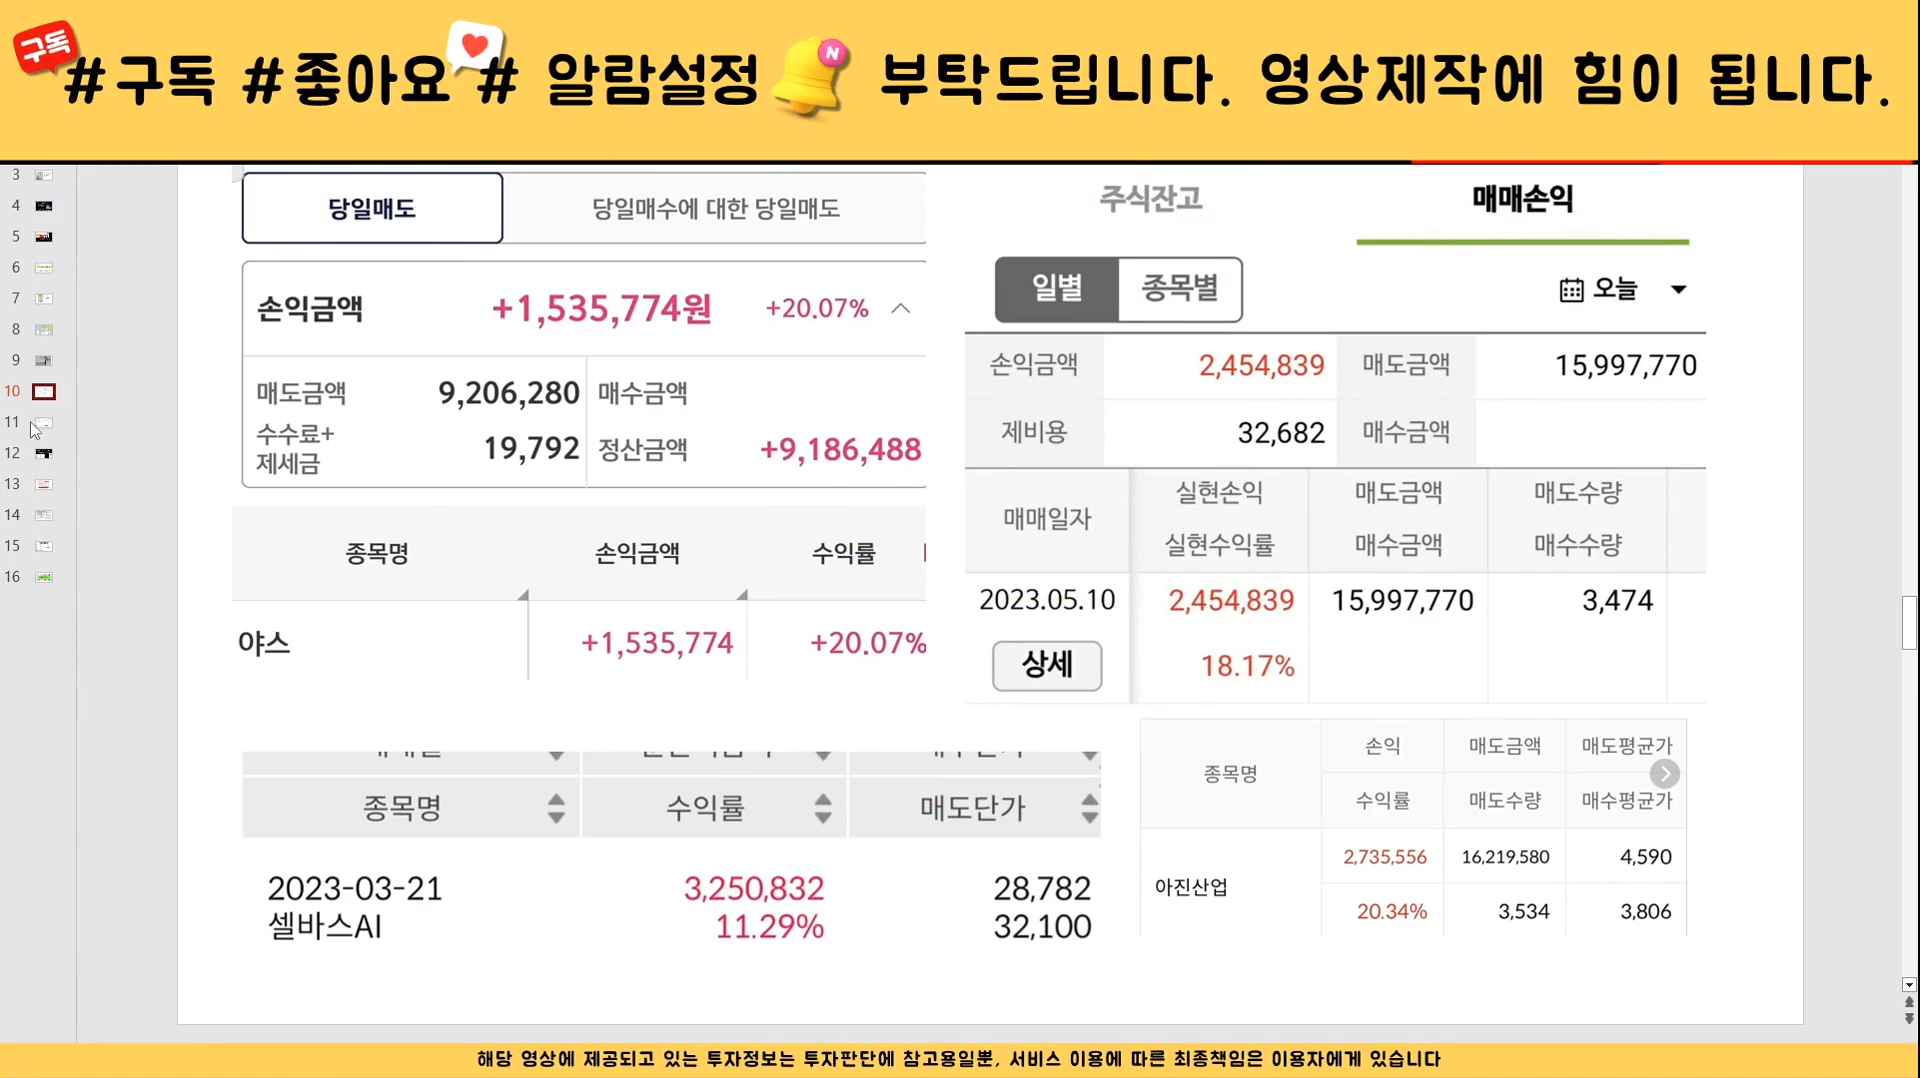 구독
#구독 #좋아요 # 알람설정 부탁드립니다. 영상제작에 힘이 됩니다.
N
3
4
5
6
7
8
9
10
11
12
13
14
15
16
당일매도 당일매수에 대한 당일매도
손익금액 +1,535,774원 +20.07%
매도금액 9,206,280 매수금액
수수료+
제세금 19,792 정산금액 +9,186,488
종목명 손익금액 수익률
야스 +1,535,774 +20.07%
주식잔고 매매손익
일별 종목별 오늘
손익금액 2,454,839 매도금액 15,997,770
제비용 32,682 매수금액
매매일자 실현손익 매도금액 매도수량
실현수익률 매수금액 매수수량
2023.05.10 2,454,839 15,997,770 3,474
상세 18.17%
종목명 수익률 매도단가
2023-03-21 3,250,832 28,782
셀바스AI 11.29% 32,100
종목명 손익 매도금액 매도평균가
수익률 매도수량 매수평균가
아진산업 2,735,556 16,219,580 4,590
20.34% 3,534 3,806
해당 영상에 제공되고 있는 투자정보는 투자판단에 참고용일뿐, 서비스 이용에 따른 최종책임은 이용자에게 있습니다